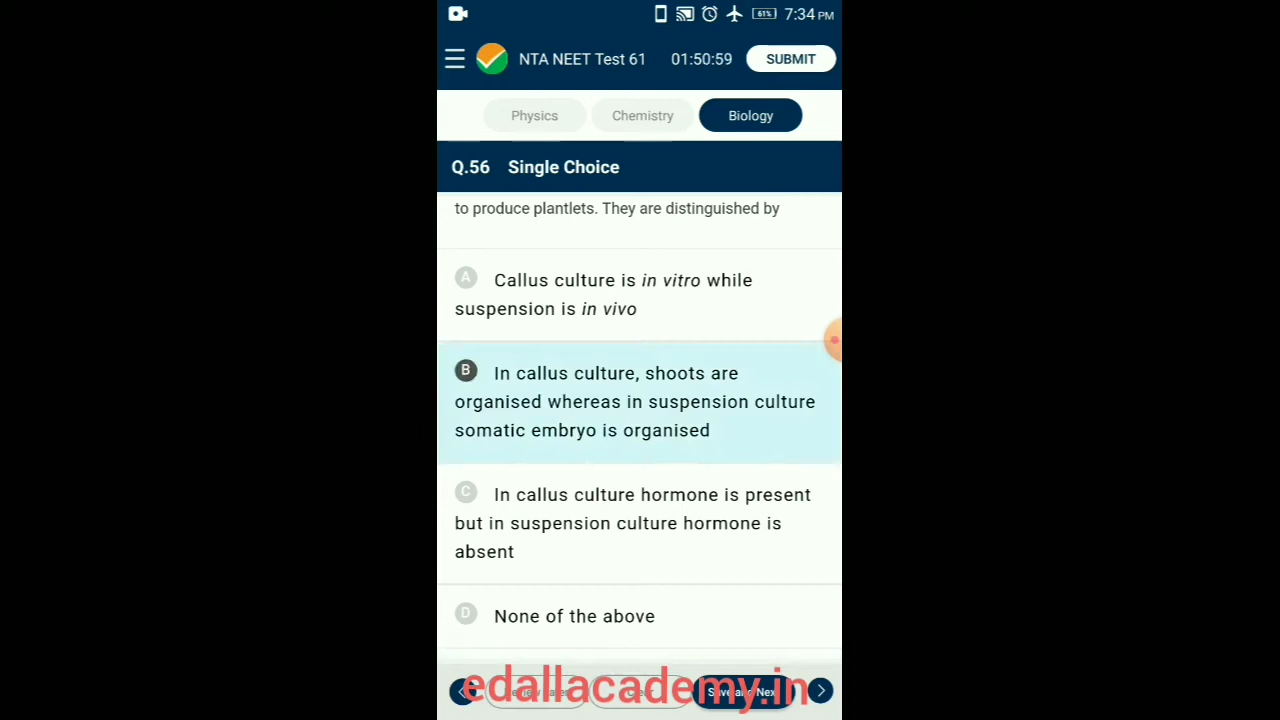 61% 7:34 PM
NTA NEET Test 61 01:50:59 SUBMIT
Physics Chemistry Biology
Q.56 Single Choice
to produce plantlets. They are distinguished by
A Callus culture is in vitro while
suspension is in vivo
B In callus culture, shoots are
organised whereas in suspension culture
somatic embryo is organised
C In callus culture hormone is present
but in suspension culture hormone is
absent
D None of the above
edallacademy.in